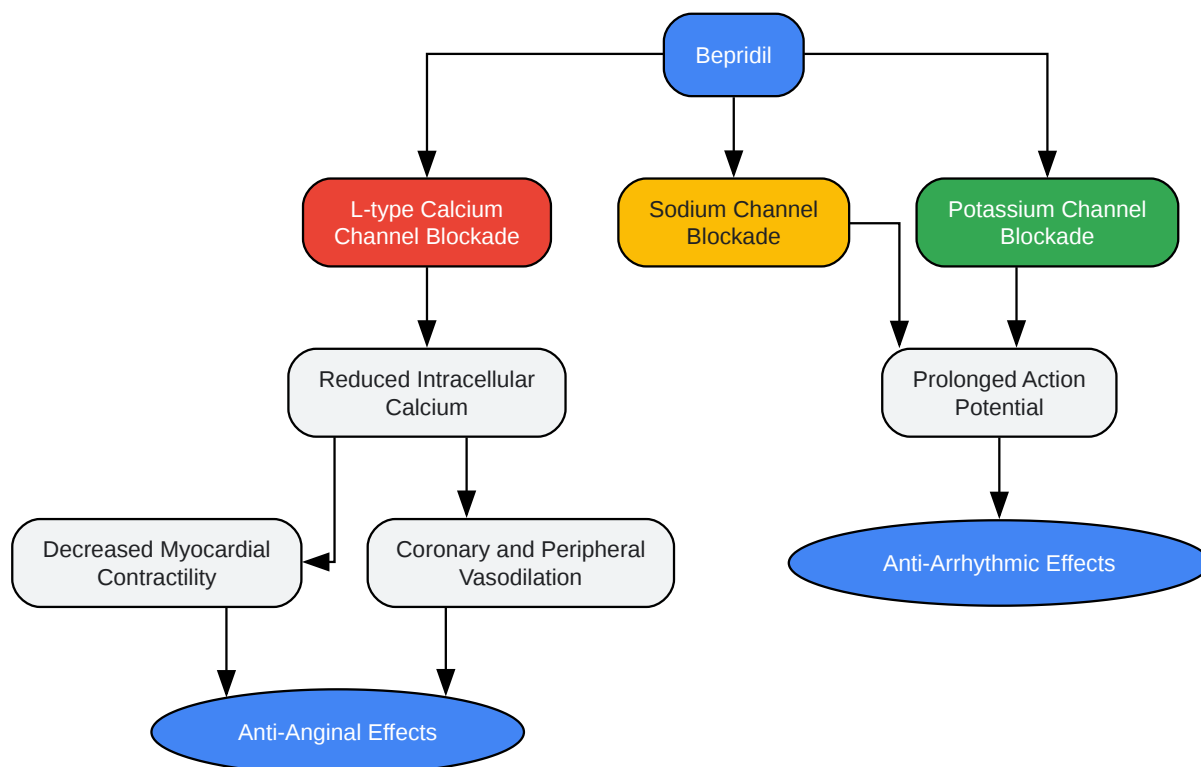 Bepridil
L-type Calcium
Channel Blockade
Sodium Channel
Blockade
Potassium Channel
Blockade
Reduced Intracellular
Calcium
Prolonged Action
Potential
Decreased Myocardial
Contractility
Coronary and Peripheral
Vasodilation
Anti-Arrhythmic Effects
Anti-Anginal Effects